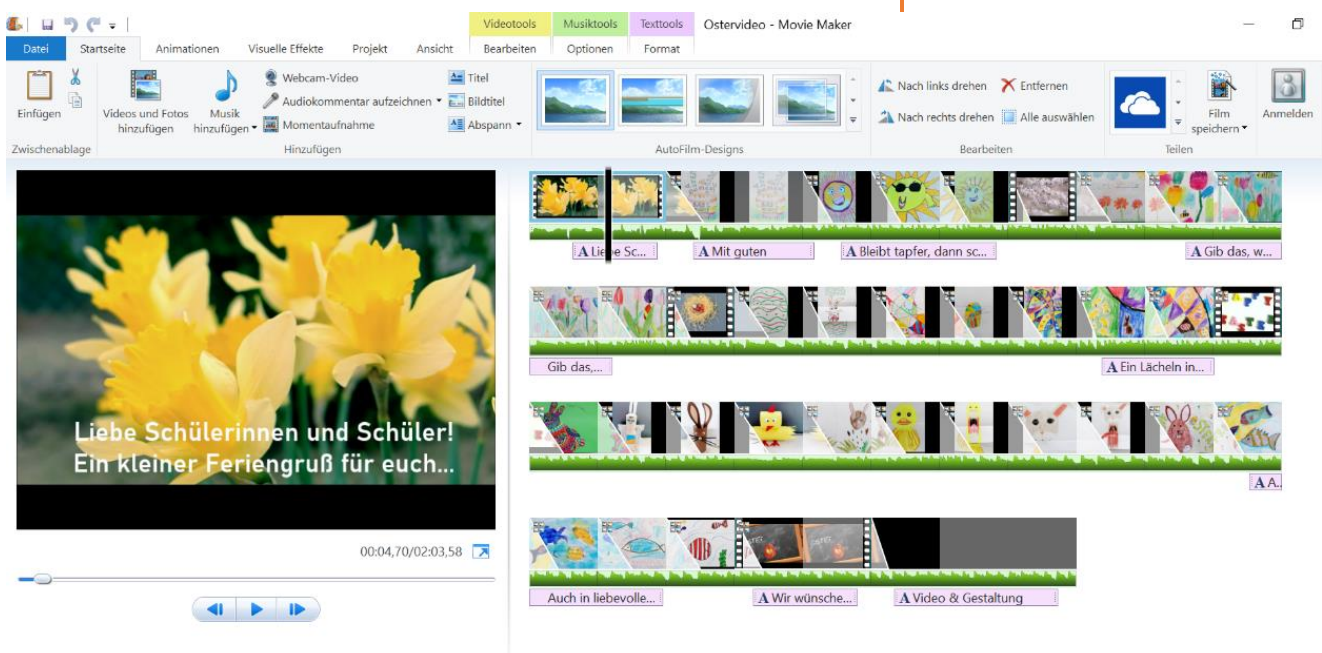 Videotools Musiktools Texttools Ostervideo - Movie Maker
Datei Startseite Animationen Visuelle Effekte Projekt Ansicht Bearbeiten Optionen Format
Einfügen
Zwischenablage
Videos und Fotos hinzufügen
Musik hinzufügen
Webcam-Video
Audiokommentar aufzeichnen
Momentaufnahme
Titel
Bildtitel
Abspann
Hinzufügen
AutoFilm-Designs
Nach links drehen Entfernen
Nach rechts drehen Alle auswählen
Bearbeiten
Film speichern
Teilen
Anmelden
Liebe Schülerinnen und Schüler!
Ein kleiner Feriengruß für euch...
00:04,70/02:03,58
A Liebe Sc... A Mit guten A Bleibt tapfer, dann sc... A Gib das, w...
Gib das,... A Ein Lächeln in...
A A..
Auch in liebevolle... A Wir wünsche... A Video & Gestaltung